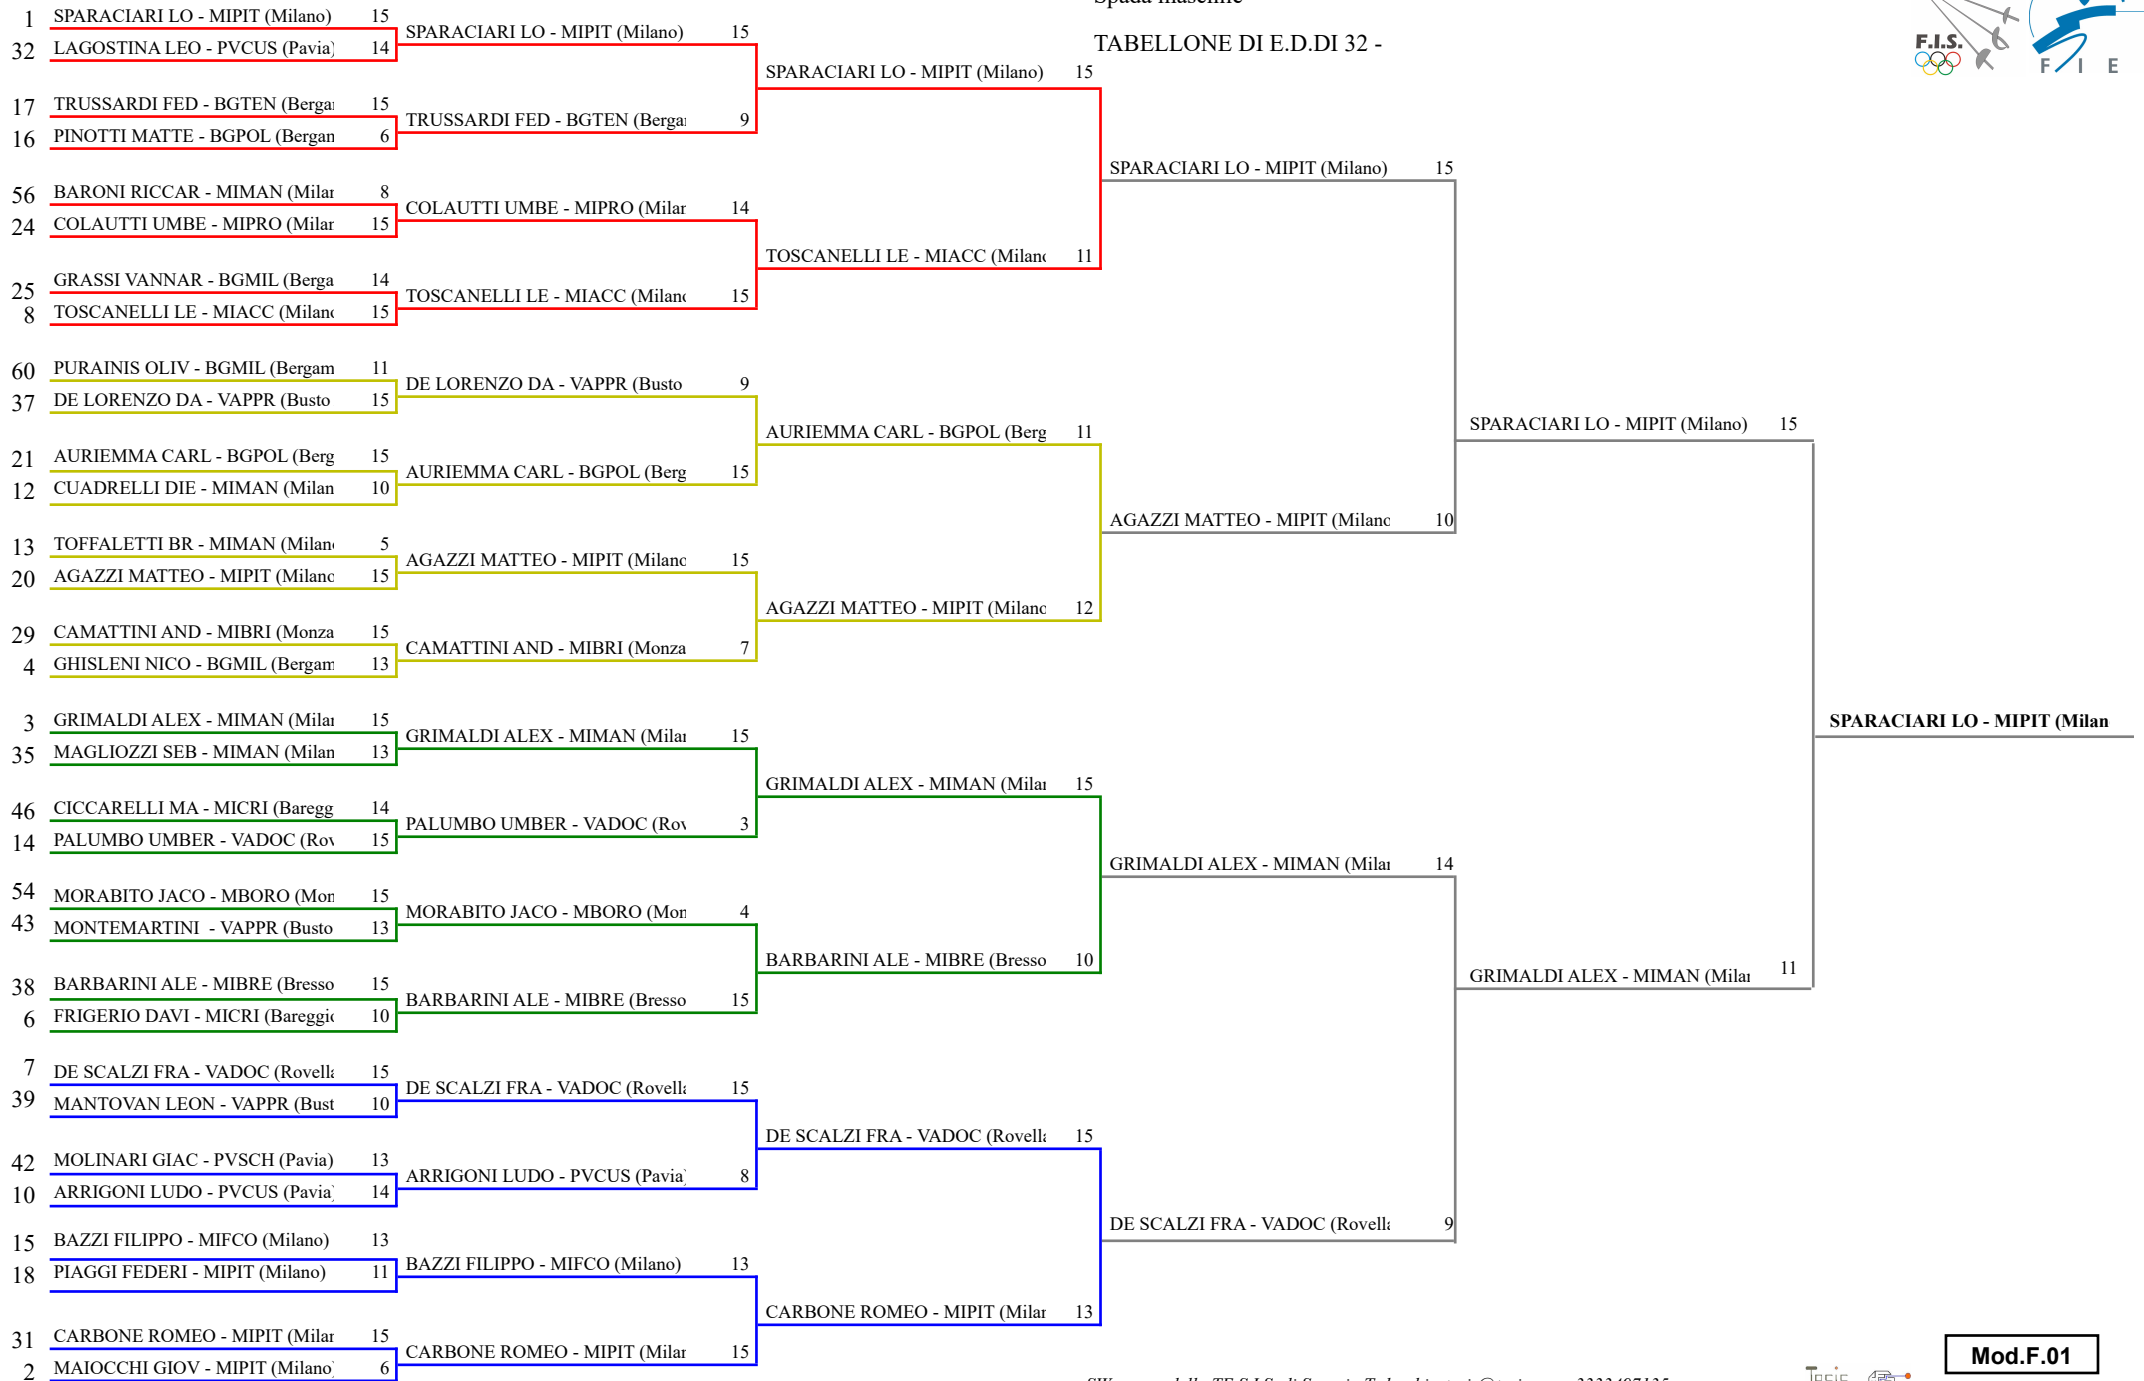 Spada maschile
TABELLONE DI E.D.DI 32 -
F.I.S.
F I E
1 SPARACIARI LO - MIPIT (Milano) 15
32 LAGOSTINA LEO - PVCUS (Pavia) 14
17 TRUSSARDI FED - BGTEN (Berga 15
16 PINOTTI MATTE - BGPOL (Bergan 6
56 BARONI RICCAR - MIMAN (Milar 8
24 COLAUTTI UMBE - MIPRO (Milar 15
25 GRASSI VANNAR - BGMIL (Berga 14
8 TOSCANELLI LE - MIACC (Milano 15
60 PURAINIS OLIV - BGMIL (Bergam 11
37 DE LORENZO DA - VAPPR (Busto 15
21 AURIEMMA CARL - BGPOL (Berg 15
12 CUADRELLI DIE - MIMAN (Milan 10
13 TOFFALETTI BR - MIMAN (Milan 5
20 AGAZZI MATTEO - MIPIT (Milano 15
29 CAMATTINI AND - MIBRI (Monza 15
4 GHISLENI NICO - BGMIL (Bergam 13
3 GRIMALDI ALEX - MIMAN (Milar 15
35 MAGLIOZZI SEB - MIMAN (Milan 13
46 CICCARELLI MA - MICRI (Baregg 14
14 PALUMBO UMBER - VADOC (Rov 15
54 MORABITO JACO - MBORO (Mon 15
43 MONTEMARTINI - VAPPR (Busto 13
38 BARBARINI ALE - MIBRE (Bresso 15
6 FRIGERIO DAVI - MICRI (Bareggio 10
7 DE SCALZI FRA - VADOC (Rovella 15
39 MANTOVAN LEON - VAPPR (Bust 10
42 MOLINARI GIAC - PVSCH (Pavia) 13
10 ARRIGONI LUDO - PVCUS (Pavia) 14
15 BAZZI FILIPPO - MIFCO (Milano) 13
18 PIAGGI FEDERI - MIPIT (Milano) 11
31 CARBONE ROMEO - MIPIT (Milar 15
2 MAIOCCHI GIOV - MIPIT (Milano) 6
SPARACIARI LO - MIPIT (Milano) 15
TRUSSARDI FED - BGTEN (Berga 9
COLAUTTI UMBE - MIPRO (Milar 14
TOSCANELLI LE - MIACC (Milano 15
DE LORENZO DA - VAPPR (Busto 9
AURIEMMA CARL - BGPOL (Berg 15
AGAZZI MATTEO - MIPIT (Milano 15
CAMATTINI AND - MIBRI (Monza 7
GRIMALDI ALEX - MIMAN (Milar 15
PALUMBO UMBER - VADOC (Rov 3
MORABITO JACO - MBORO (Mon 4
BARBARINI ALE - MIBRE (Bresso 15
DE SCALZI FRA - VADOC (Rovella 15
ARRIGONI LUDO - PVCUS (Pavia) 8
BAZZI FILIPPO - MIFCO (Milano) 13
CARBONE ROMEO - MIPIT (Milar 15
SPARACIARI LO - MIPIT (Milano) 15
TOSCANELLI LE - MIACC (Milano 11
AURIEMMA CARL - BGPOL (Berg 11
AGAZZI MATTEO - MIPIT (Milano 12
GRIMALDI ALEX - MIMAN (Milar 15
BARBARINI ALE - MIBRE (Bresso 10
DE SCALZI FRA - VADOC (Rovella 15
CARBONE ROMEO - MIPIT (Milar 13
SPARACIARI LO - MIPIT (Milano) 15
AGAZZI MATTEO - MIPIT (Milano 10
GRIMALDI ALEX - MIMAN (Milar 14
DE SCALZI FRA - VADOC (Rovella 9
SPARACIARI LO - MIPIT (Milano) 15
GRIMALDI ALEX - MIMAN (Milar 11
SPARACIARI LO - MIPIT (Milan
Mod.F.01